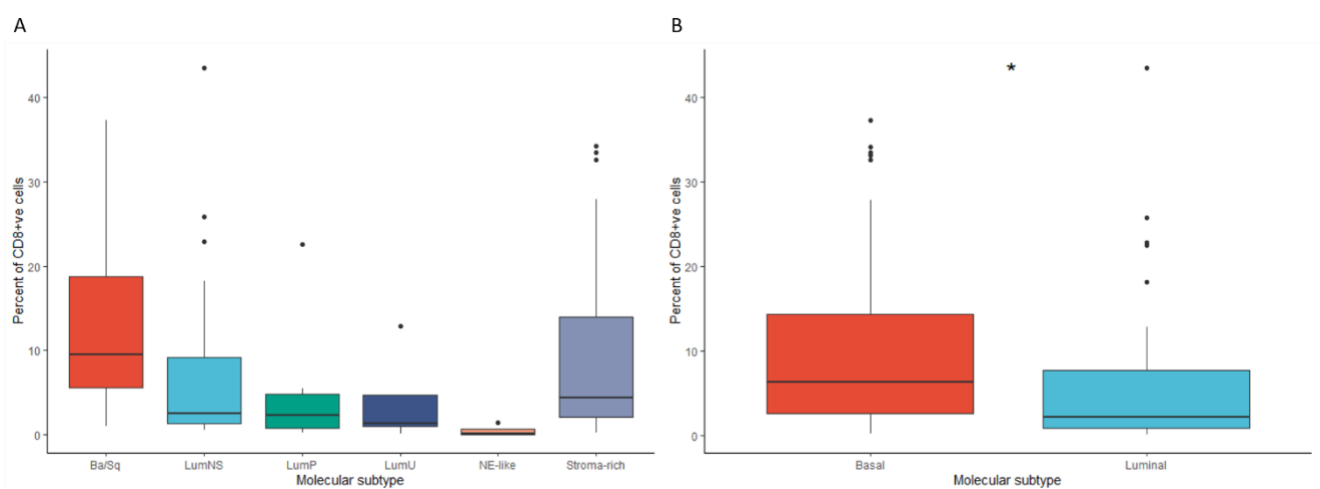 A
Percent of CD8+ve cells
40
30
20
10
0
Ba/Sq LumNS LumP LumU NE-like Stroma-rich
Molecular subtype
B
*
Percent of CD8+ve cells
40
30
20
10
0
Basal Luminal
Molecular subtype